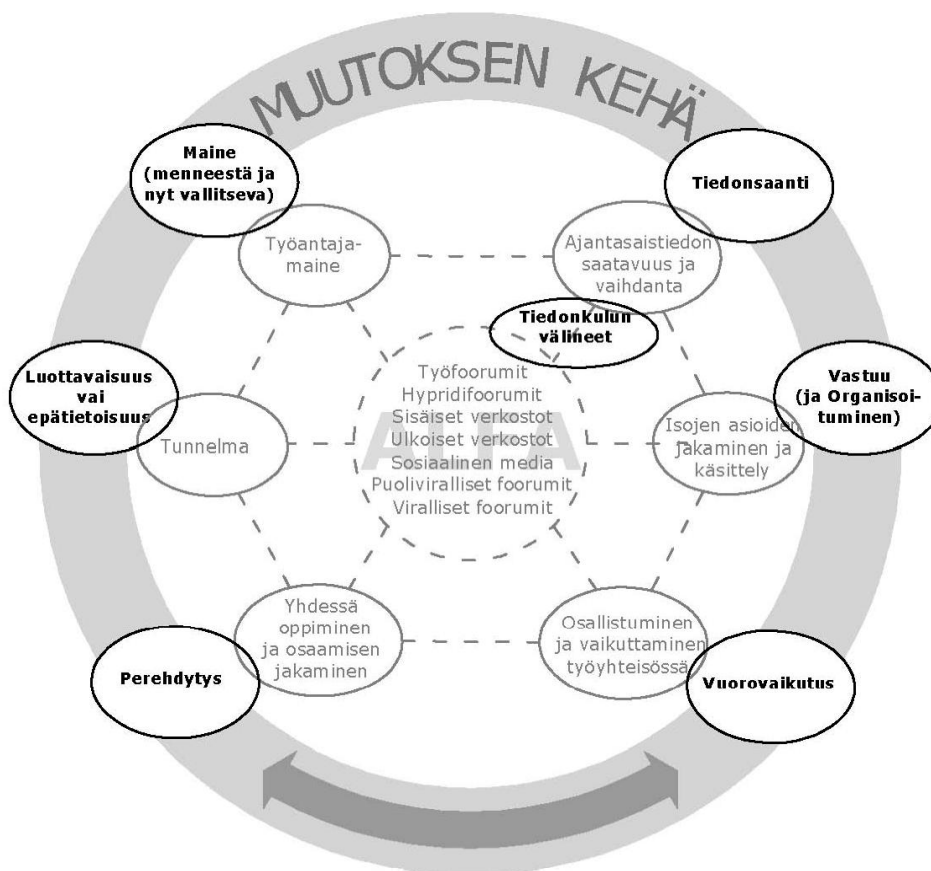 MUUTOKSEN KEHÄ
Maine
(menneestä ja
nyt vallitseva)
Tiedonsaanti
Työantaja-
maine
Ajantasaistiedon
saatavuus ja
vaihdanta
Tiedonkulun
välineet
Luottavaisuus
vai
epätietoisuus
Tunnelma
ALFA
Työfoorumit
Hypridifoorumit
Sisäiset verkostot
Ulkoiset verkostot
Sosiaalinen media
Puoliviralliset foorumit
Viralliset foorumit
Vastuu
(ja Organisoi-
tuminen)
Isojen asioiden
jakaminen ja
käsittely
Yhdessä
oppiminen
ja osaamisen
jakaminen
Osallistuminen
ja vaikuttaminen
työyhteisössä
Perehdytys
Vuorovaikutus